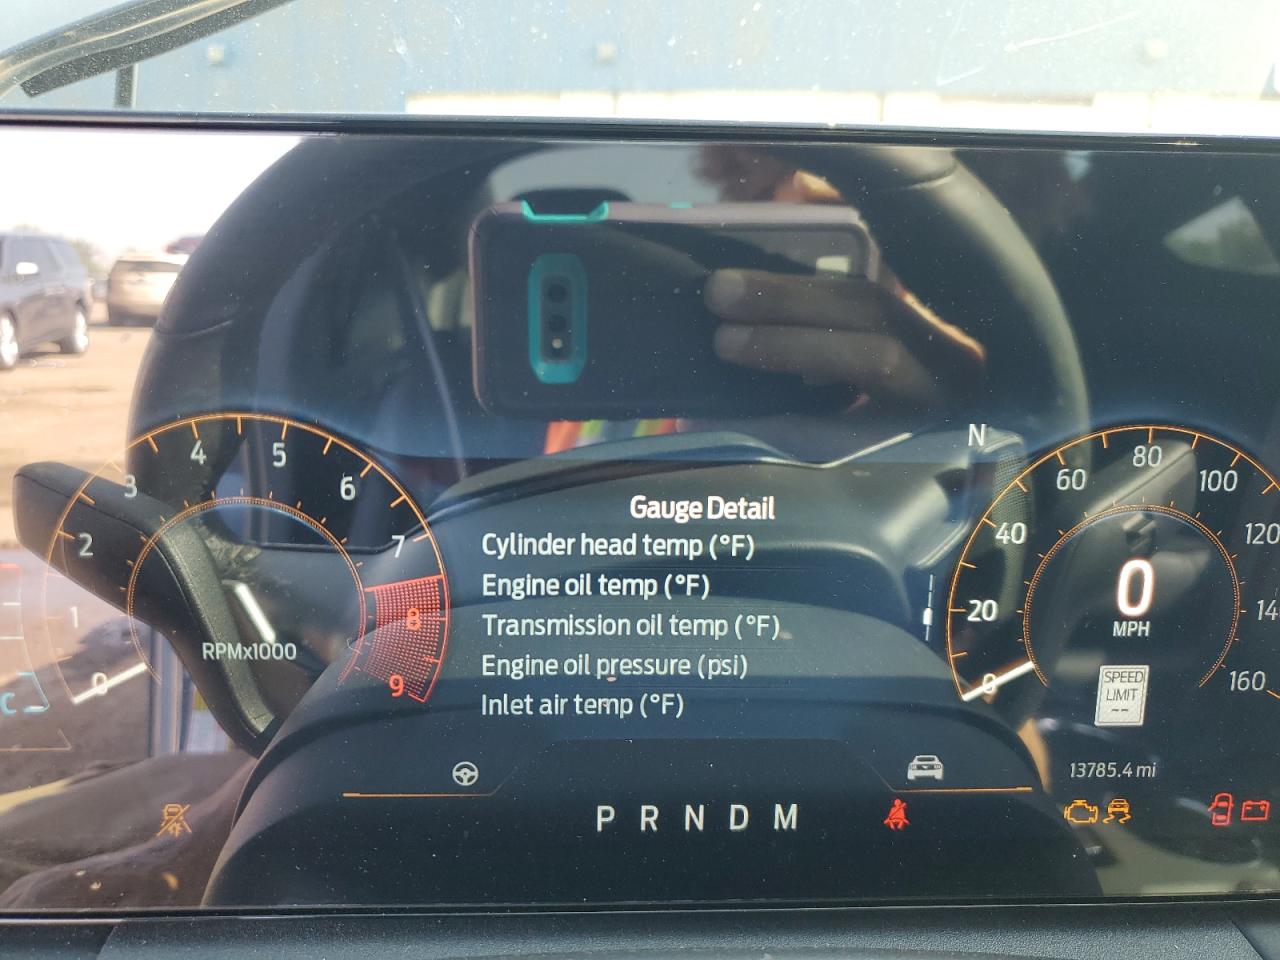 N
Gauge Detail
Cylinder head temp (°F)
Engine oil temp (°F)
Transmission oil temp (°F)
Engine oil pressure (psi)
Inlet air temp (°F)
0 1 2 3 4 5 6 7 8 9
RPMx1000
0 20 40 60 80 100 120 14 160
0
MPH
SPEED
LIMIT
--
13785.4 mi
P R N D M
C